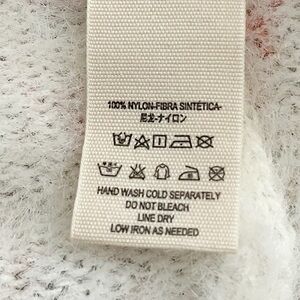 100% NYLON-FIBRA SINTÉTICA-
尼龙-ナイロン
HAND WASH COLD SEPARATELY
DO NOT BLEACH
LINE DRY
LOW IRON AS NEEDED